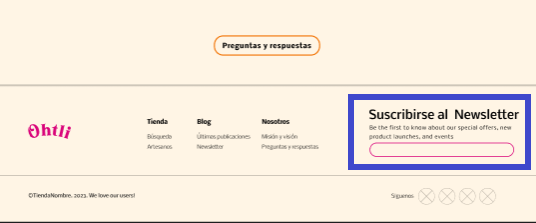 Preguntas y respuestas
Ohtli
Tienda
Búsqueda
Artesanos
Blog
Últimos publicaciones
Newsletter
Nosotros
Misión y visión
Preguntas y respuestas
Suscribirse al Newsletter
Be the first to know about our special offers, new
product launches, and events
©TiendaNombre, 2023. We love our users!
Síguenos